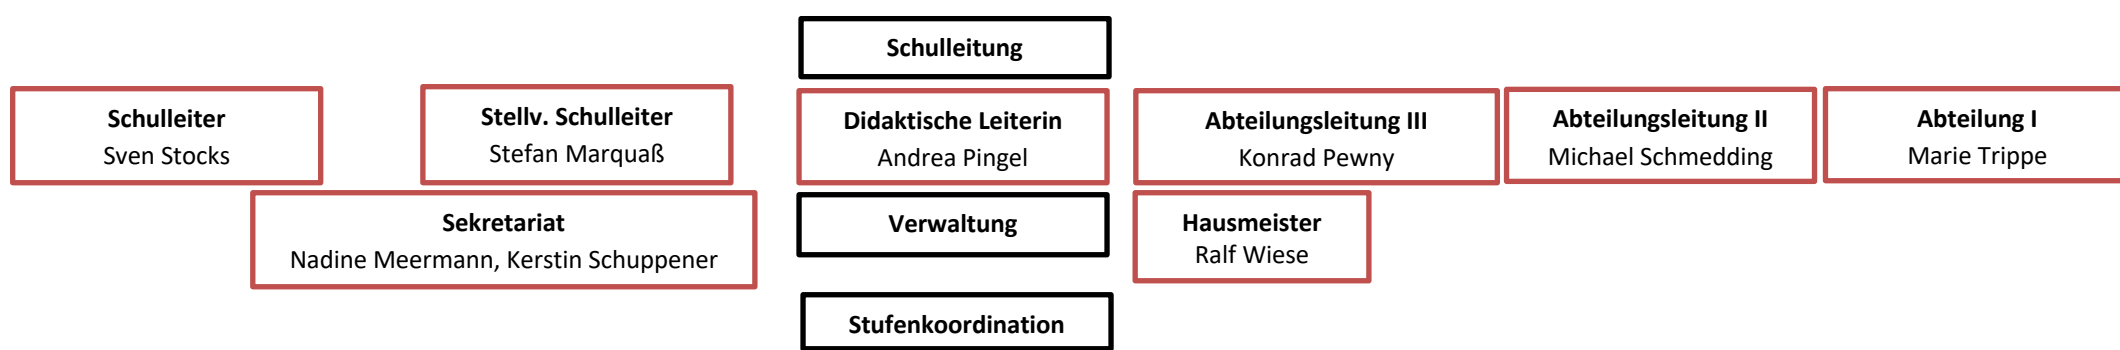 Schulleitung
Schulleiter
Sven Stocks
Stellv. Schulleiter
Stefan Marquaß
Didaktische Leiterin
Andrea Pingel
Abteilungsleitung III
Konrad Pewny
Abteilungsleitung II
Michael Schmedding
Abteilung I
Marie Trippe
Sekretariat
Nadine Meermann, Kerstin Schuppener
Verwaltung
Hausmeister
Ralf Wiese
Stufenkoordination